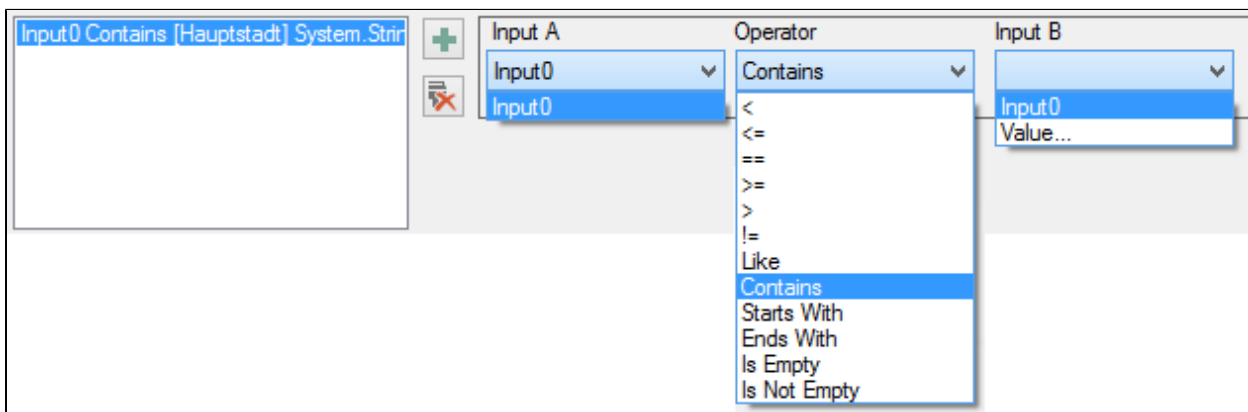 Input0 Contains [Hauptstadt] System.Strin
Input A
Operator
Input B
Input0
Contains
Input0
<
<=
==
>=
>
!=
Like
Contains
Starts With
Ends With
Is Empty
Is Not Empty
Input0
Value...